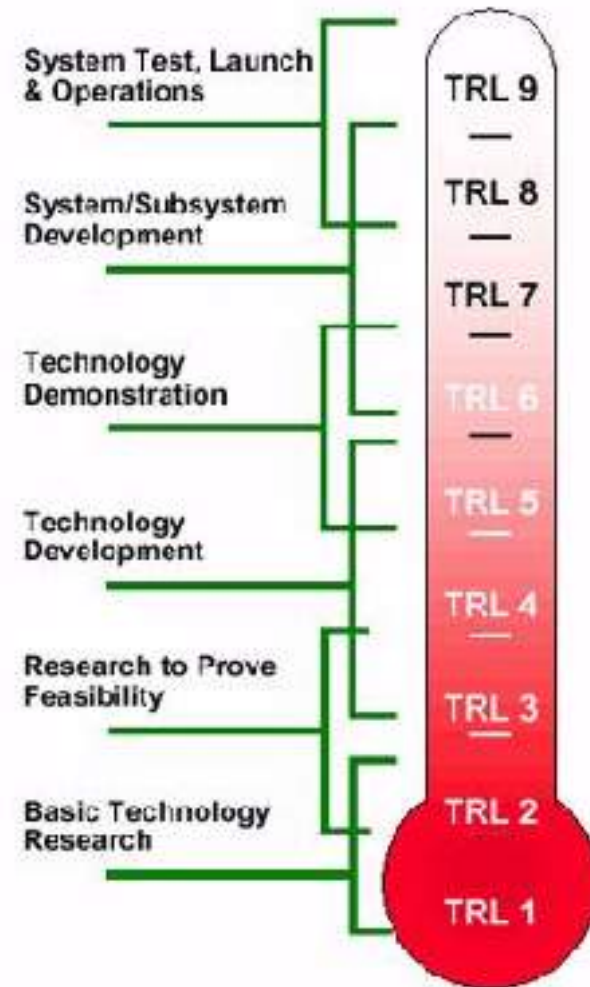 System Test, Launch
& Operations
System/Subsystem
Development
Technology
Demonstration
Technology
Development
Research to Prove
Feasibility
Basic Technology
Research
TRL 9
TRL 8
TRL 7
TRL 6
TRL 5
TRL 4
TRL 3
TRL 2
TRL 1